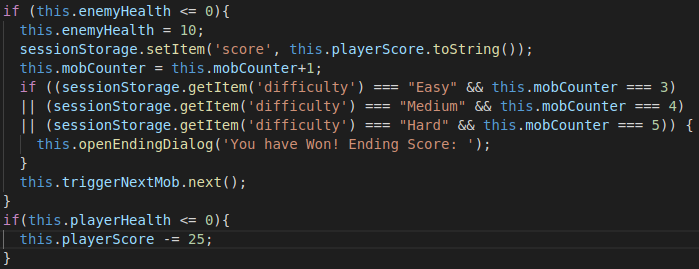 if (this.enemyHealth <= 0){
this.enemyHealth = 10;
sessionStorage.setItem('score', this.playerScore.toString());
this.mobCounter = this.mobCounter+1;
if ((sessionStorage.getItem('difficulty') === "Easy" && this.mobCounter === 3)
|| (sessionStorage.getItem('difficulty') === "Medium" && this.mobCounter === 4)
|| (sessionStorage.getItem('difficulty') === "Hard" && this.mobCounter === 5)) {
this.openEndingDialog('You have Won! Ending Score: ');
}
this.triggerNextMob.next();
}
if(this.playerHealth <= 0){
this.playerScore -= 25;
}